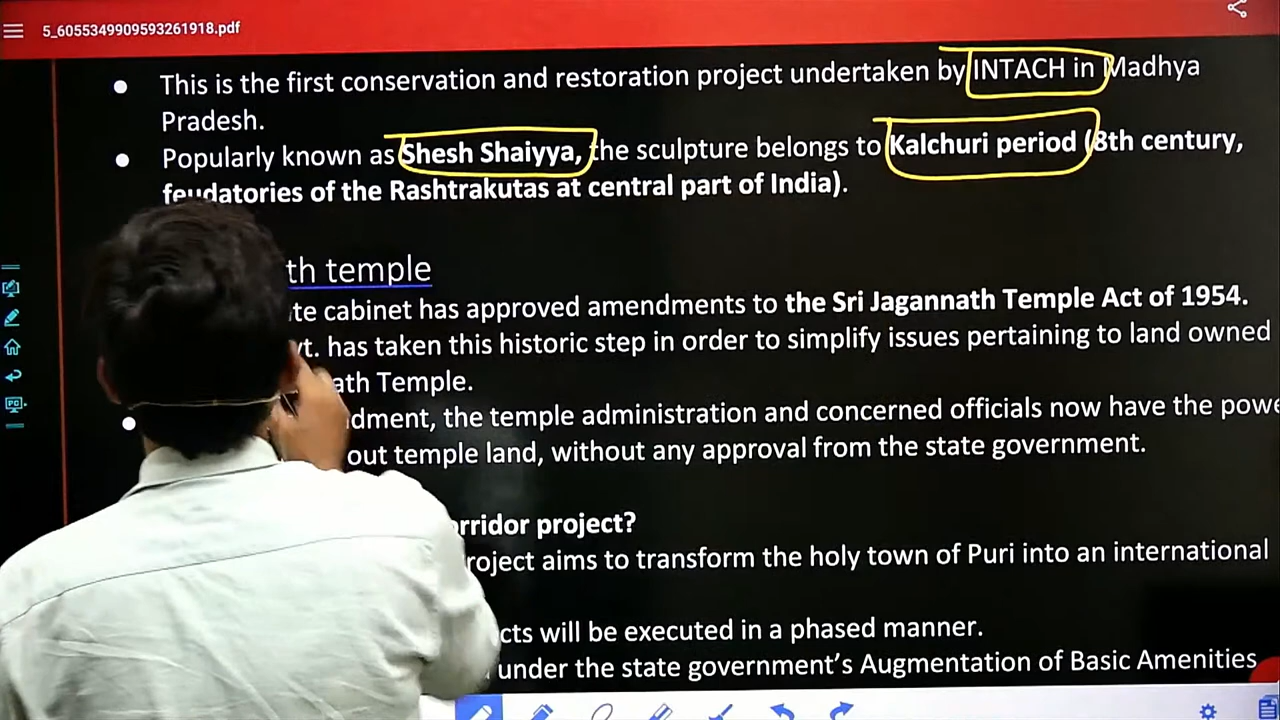 5_6055349909593261918.pdf
• This is the first conservation and restoration project undertaken by INTACH in Madhya
Pradesh.
• Popularly known as Shesh Shaiyya, the sculpture belongs to Kalchuri period (8th century,
feudatories of the Rashtrakutas at central part of India).
th temple
te cabinet has approved amendments to the Sri Jagannath Temple Act of 1954.
vt. has taken this historic step in order to simplify issues pertaining to land owned
ath Temple.
• dment, the temple administration and concerned officials now have the powe
out temple land, without any approval from the state government.
orridor project?
roject aims to transform the holy town of Puri into an international
cts will be executed in a phased manner.
under the state government's Augmentation of Basic Amenities